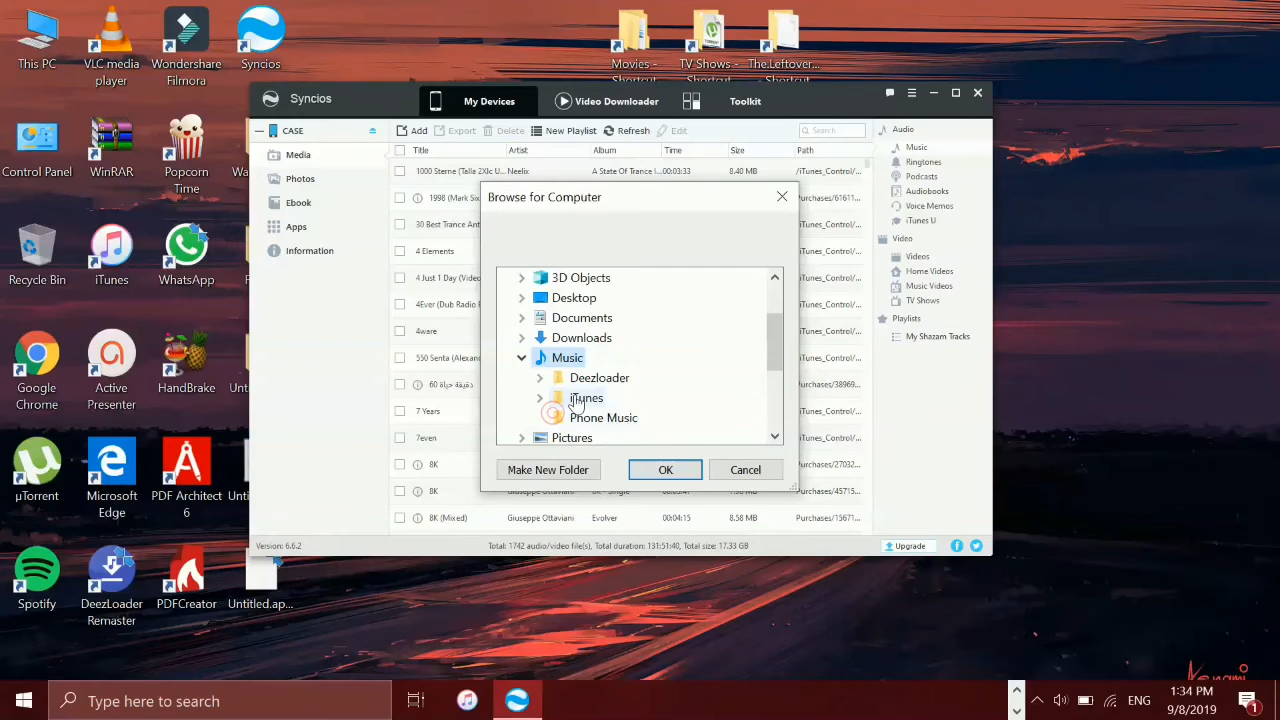 This PC
VLC media player
Wondershare Filmora
Syncios
Movies - Shortcut
TV Shows - Shortcut
The.Leftover... Shortcut
Syncios
My Devices
Video Downloader
Toolkit
CASE
Add
Export
Delete
New Playlist
Refresh
Edit
Search
Audio
Title Artist Album Time Size Path
Media
Photos
Ebook
Apps
Information
1000 Sterne (Talla 2Xlc U... Neelix A State Of Trance I... 00:03:33 8.40 MB /iTunes_Control/
1998 (Mark Six Purchases/61611
30 Best Trance Ant iTunes_Control/
4 Elements iTunes_Control/
4 Just 1 Day (Video iTunes_Control/
4Ever (Dub Radio F iTunes_Control/
4ware iTunes_Control/
550 Senta (Alexand iTunes_Control/
60 دقيقة حياة Purchases/38969
7 Years iTunes_Control/
7even iTunes_Control/
8K Purchases/27032
8K Giuseppe Ottaviani 8K - Single Purchases/45715
8K (Mixed) Giuseppe Ottaviani Evolver 00:04:15 8.58 MB Purchases/15671
Music
Ringtones
Podcasts
Audiobooks
Voice Memos
iTunes U
Video
Videos
Home Videos
Music Videos
TV Shows
Playlists
My Shazam Tracks
Browse for Computer
3D Objects
Desktop
Documents
Downloads
Music
Deezloader
iTunes
Phone Music
Pictures
Make New Folder
OK
Cancel
Version: 6.6.2
Total: 1742 audio/video file(s), Total duration: 131:51:40, Total size: 17.33 GB
Upgrade
Control Panel
WinRAR
Popcorn Time
Recycle Bin
iTunes
WhatsApp
Google Chrome
Active Presenter
HandBrake
µTorrent
Microsoft Edge
PDF Architect 6
Spotify
DeezLoader Remaster
PDFCreator
Untitled.ap...
Type here to search
ENG
1:34 PM
9/8/2019
1